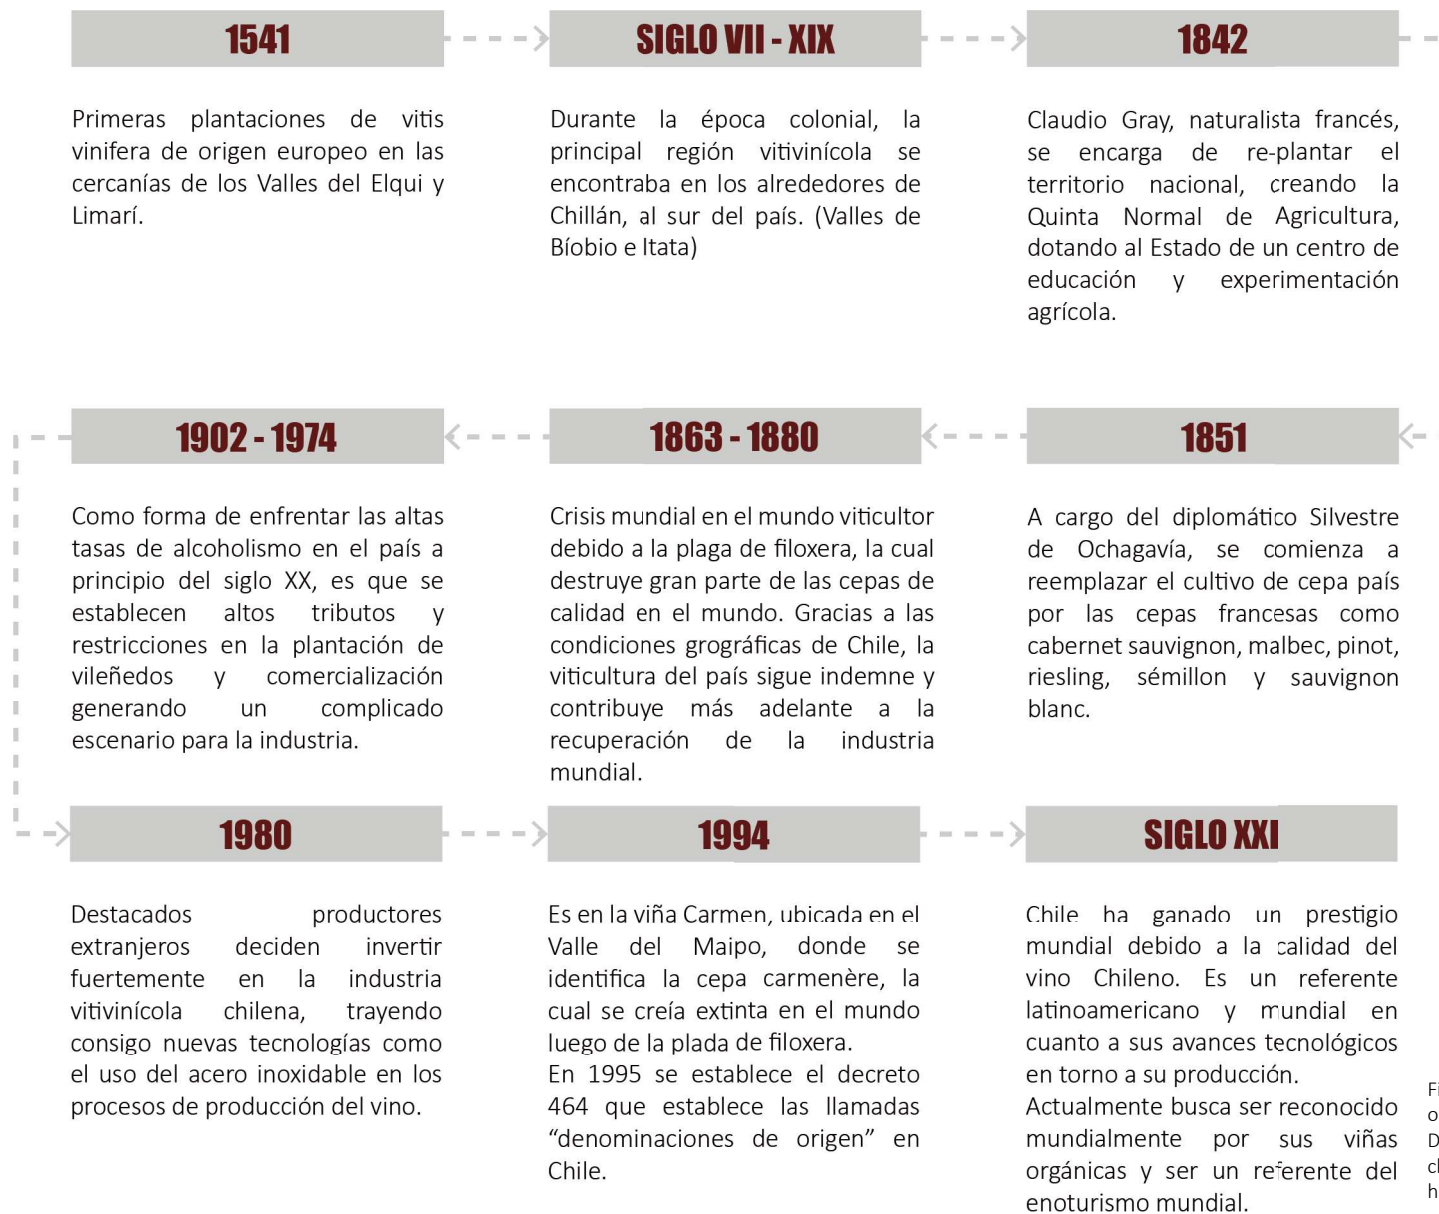 1541
Primeras plantaciones de vitis
vinifera de origen europeo en las
cercanías de los Valles del Elqui y
Limarí.
SIGLO VII - XIX
Durante la época colonial, la
principal región vitivinícola se
encontraba en los alrededores de
Chillán, al sur del país. (Valles de
Bíobio e Itata)
1842
Claudio Gray, naturalista francés,
se encarga de re-plantar el
territorio nacional, creando la
Quinta Normal de Agricultura,
dotando al Estado de un centro de
educación y experimentación
agrícola.
1851
A cargo del diplomático Silvestre
de Ochagavía, se comienza a
reemplazar el cultivo de cepa país
por las cepas francesas como
cabernet sauvignon, malbec, pinot,
riesling, sémillon y sauvignon
blanc.
1863 - 1880
Crisis mundial en el mundo viticultor
debido a la plaga de filoxera, la cual
destruye gran parte de las cepas de
calidad en el mundo. Gracias a las
condiciones grográficas de Chile, la
viticultura del país sigue indemne y
contribuye más adelante a la
recuperación de la industria
mundial.
1902 - 1974
Como forma de enfrentar las altas
tasas de alcoholismo en el país a
principio del siglo XX, es que se
establecen altos tributos y
restricciones en la plantación de
vileñedos y comercialización
generando un complicado
escenario para la industria.
1980
Destacados productores
extranjeros deciden invertir
fuertemente en la industria
vitivinícola chilena, trayendo
consigo nuevas tecnologías como
el uso del acero inoxidable en los
procesos de producción del vino.
1994
Es en la viña Carmen, ubicada en el
Valle del Maipo, donde se
identifica la cepa carmenère, la
cual se creía extinta en el mundo
luego de la plada de filoxera.
En 1995 se establece el decreto
464 que establece las llamadas
“denominaciones de origen” en
Chile.
SIGLO XXI
Chile ha ganado un prestigio
mundial debido a la calidad del
vino Chileno. Es un referente
latinoamericano y mundial en
cuanto a sus avances tecnológicos
en torno a su producción.
Actualmente busca ser reconocido
mundialmente por sus viñas
orgánicas y ser un referente del
enoturismo mundial.